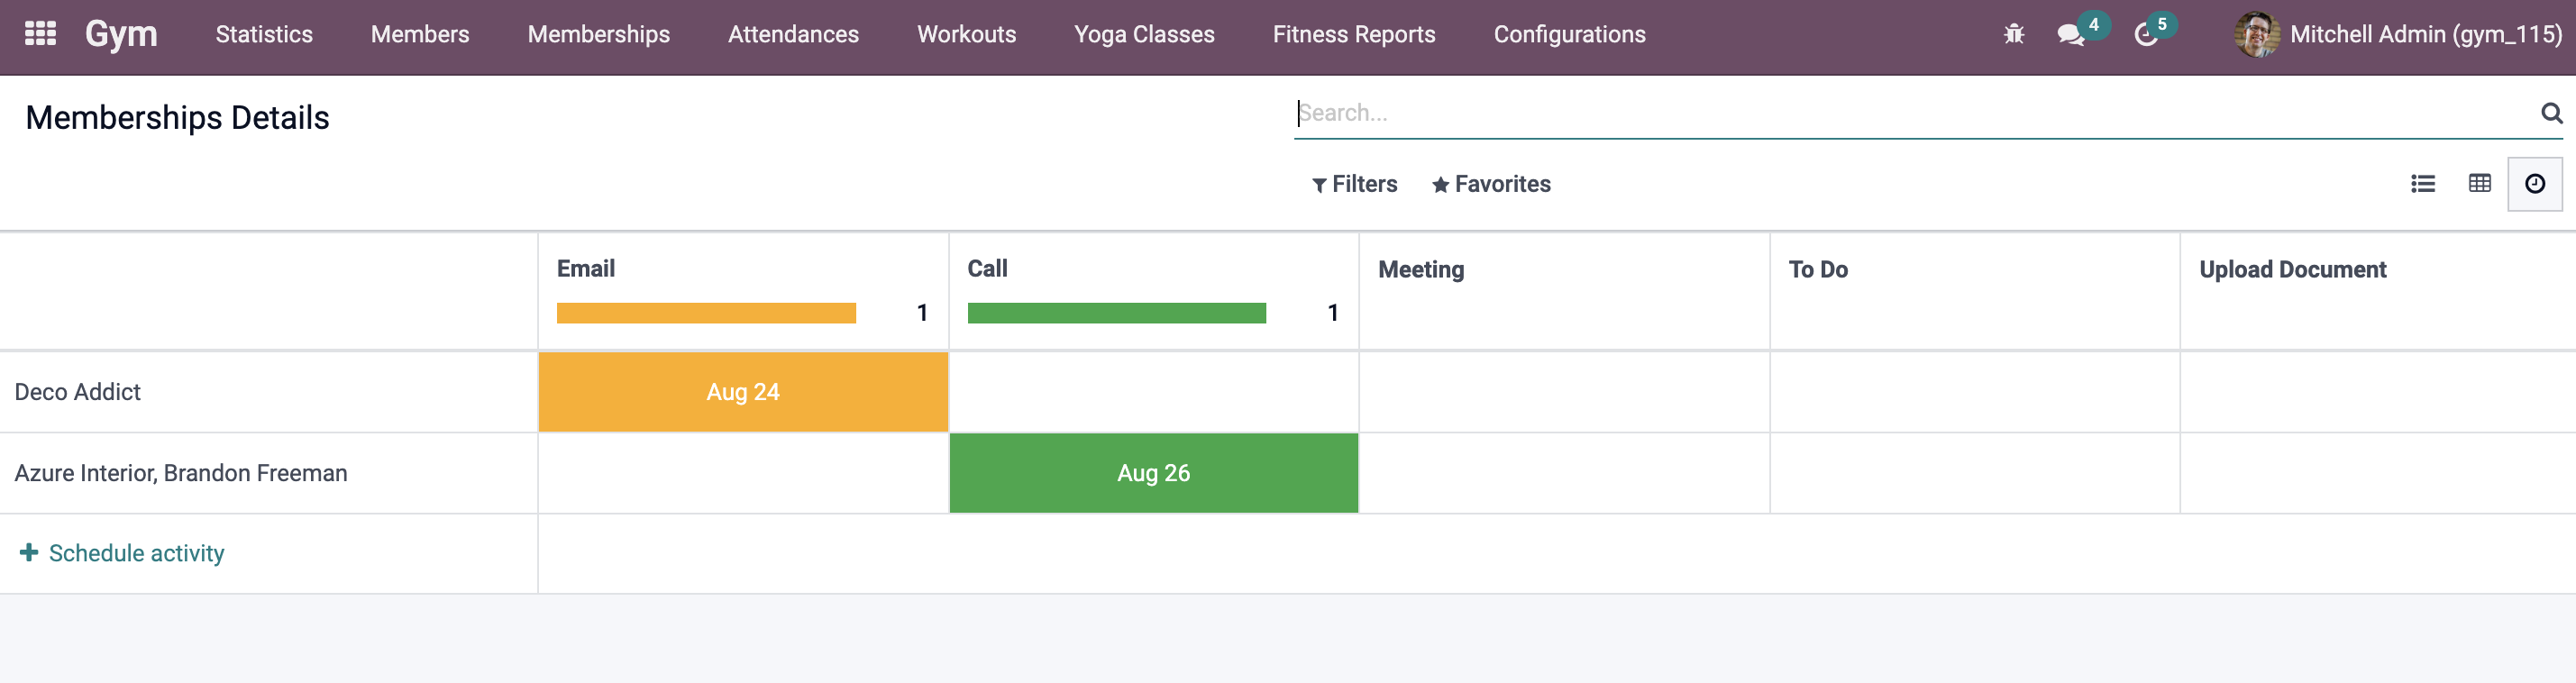 Gym Statistics Members Memberships Attendances Workouts Yoga Classes Fitness Reports Configurations 4 5 Mitchell Admin (gym_115)
Memberships Details Search...
Filters Favorites
Email Call Meeting To Do Upload Document
1 1
Deco Addict Aug 24
Azure Interior, Brandon Freeman Aug 26
Schedule activity